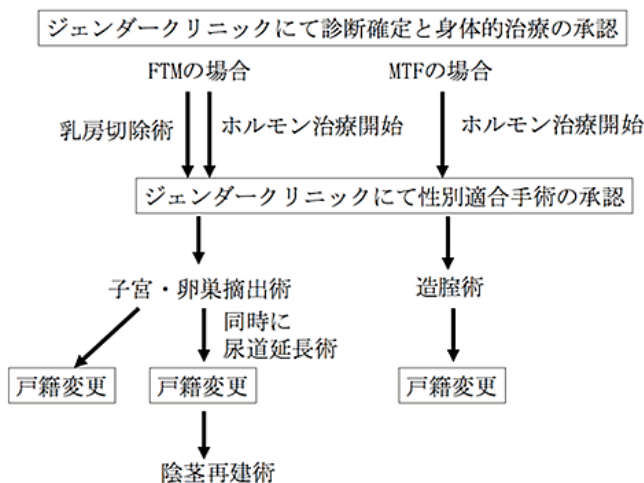 ジェンダークリニックにて診断確定と身体的治療の承認
FTMの場合
MTFの場合
乳房切除術
ホルモン治療開始
ホルモン治療開始
ジェンダークリニックにて性別適合手術の承認
子宮・卵巣摘出術
造腟術
同時に
尿道延長術
戸籍変更
戸籍変更
戸籍変更
陰茎再建術